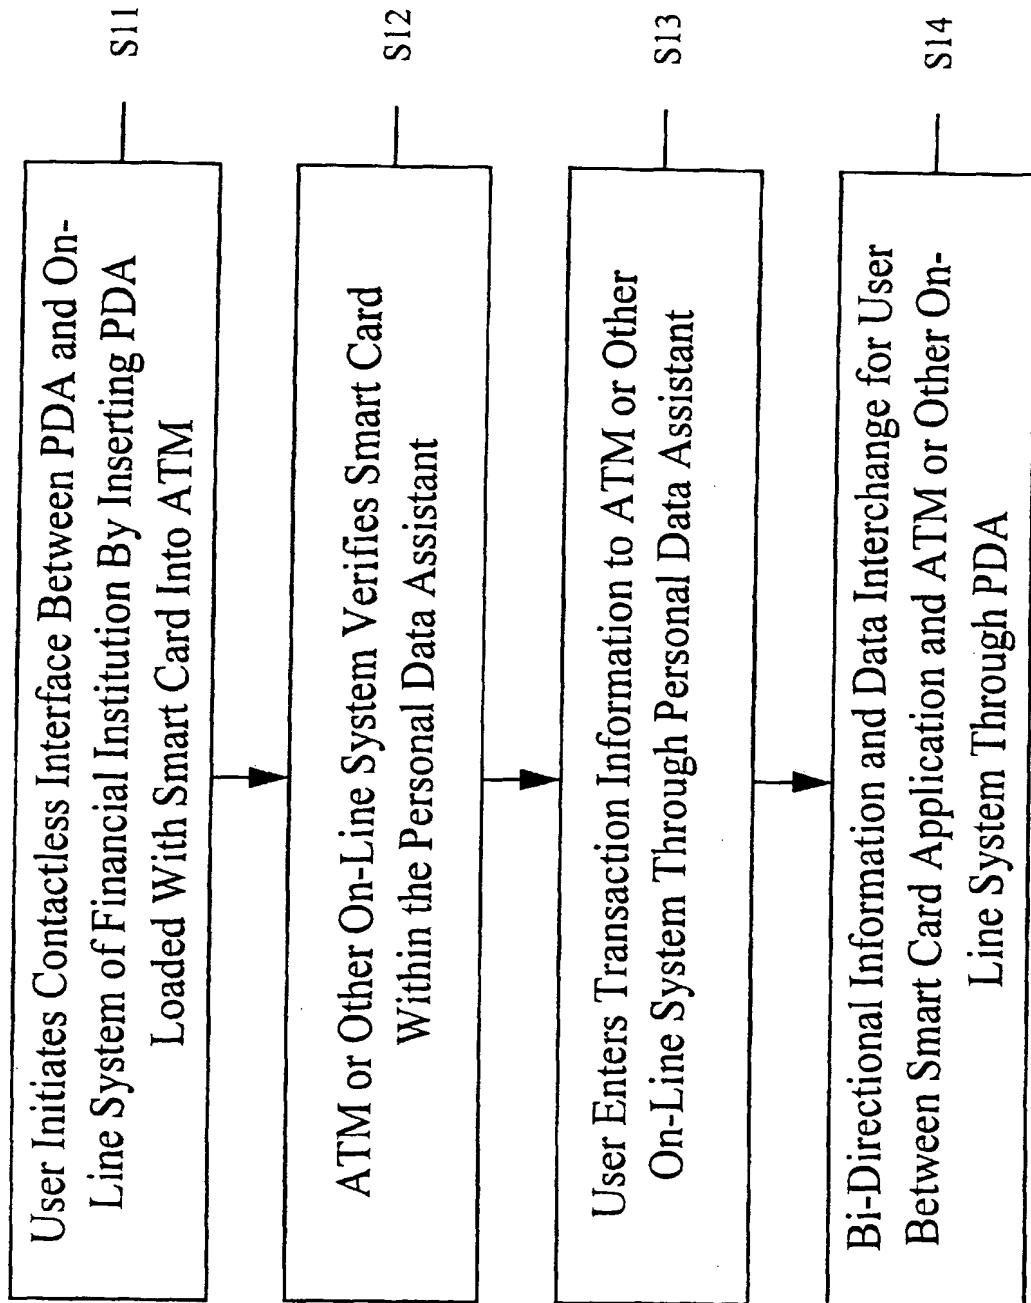 User Initiates Contactless Interface Between PDA and On-
Line System of Financial Institution By Inserting PDA
Loaded With Smart Card Into ATM
S11
ATM or Other On-Line System Verifies Smart Card
Within the Personal Data Assistant
S12
User Enters Transaction Information to ATM or Other
On-Line System Through Personal Data Assistant
S13
Bi-Directional Information and Data Interchange for User
Between Smart Card Application and ATM or Other On-
Line System Through PDA
S14